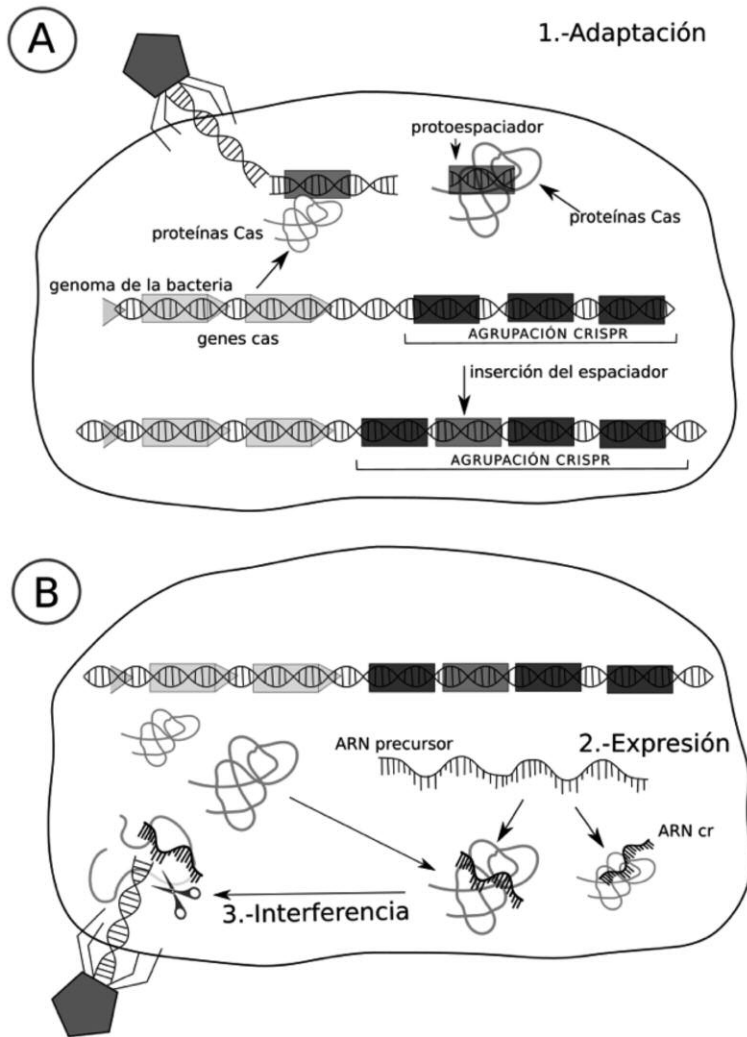 A
1.-Adaptación
protoespaciador
proteínas Cas
proteínas Cas
genoma de la bacteria
genes cas
AGRUPACIÓN CRISPR
inserción del espaciador
AGRUPACIÓN CRISPR
B
ARN precursor
2.-Expresión
ARN cr
3.-Interferencia